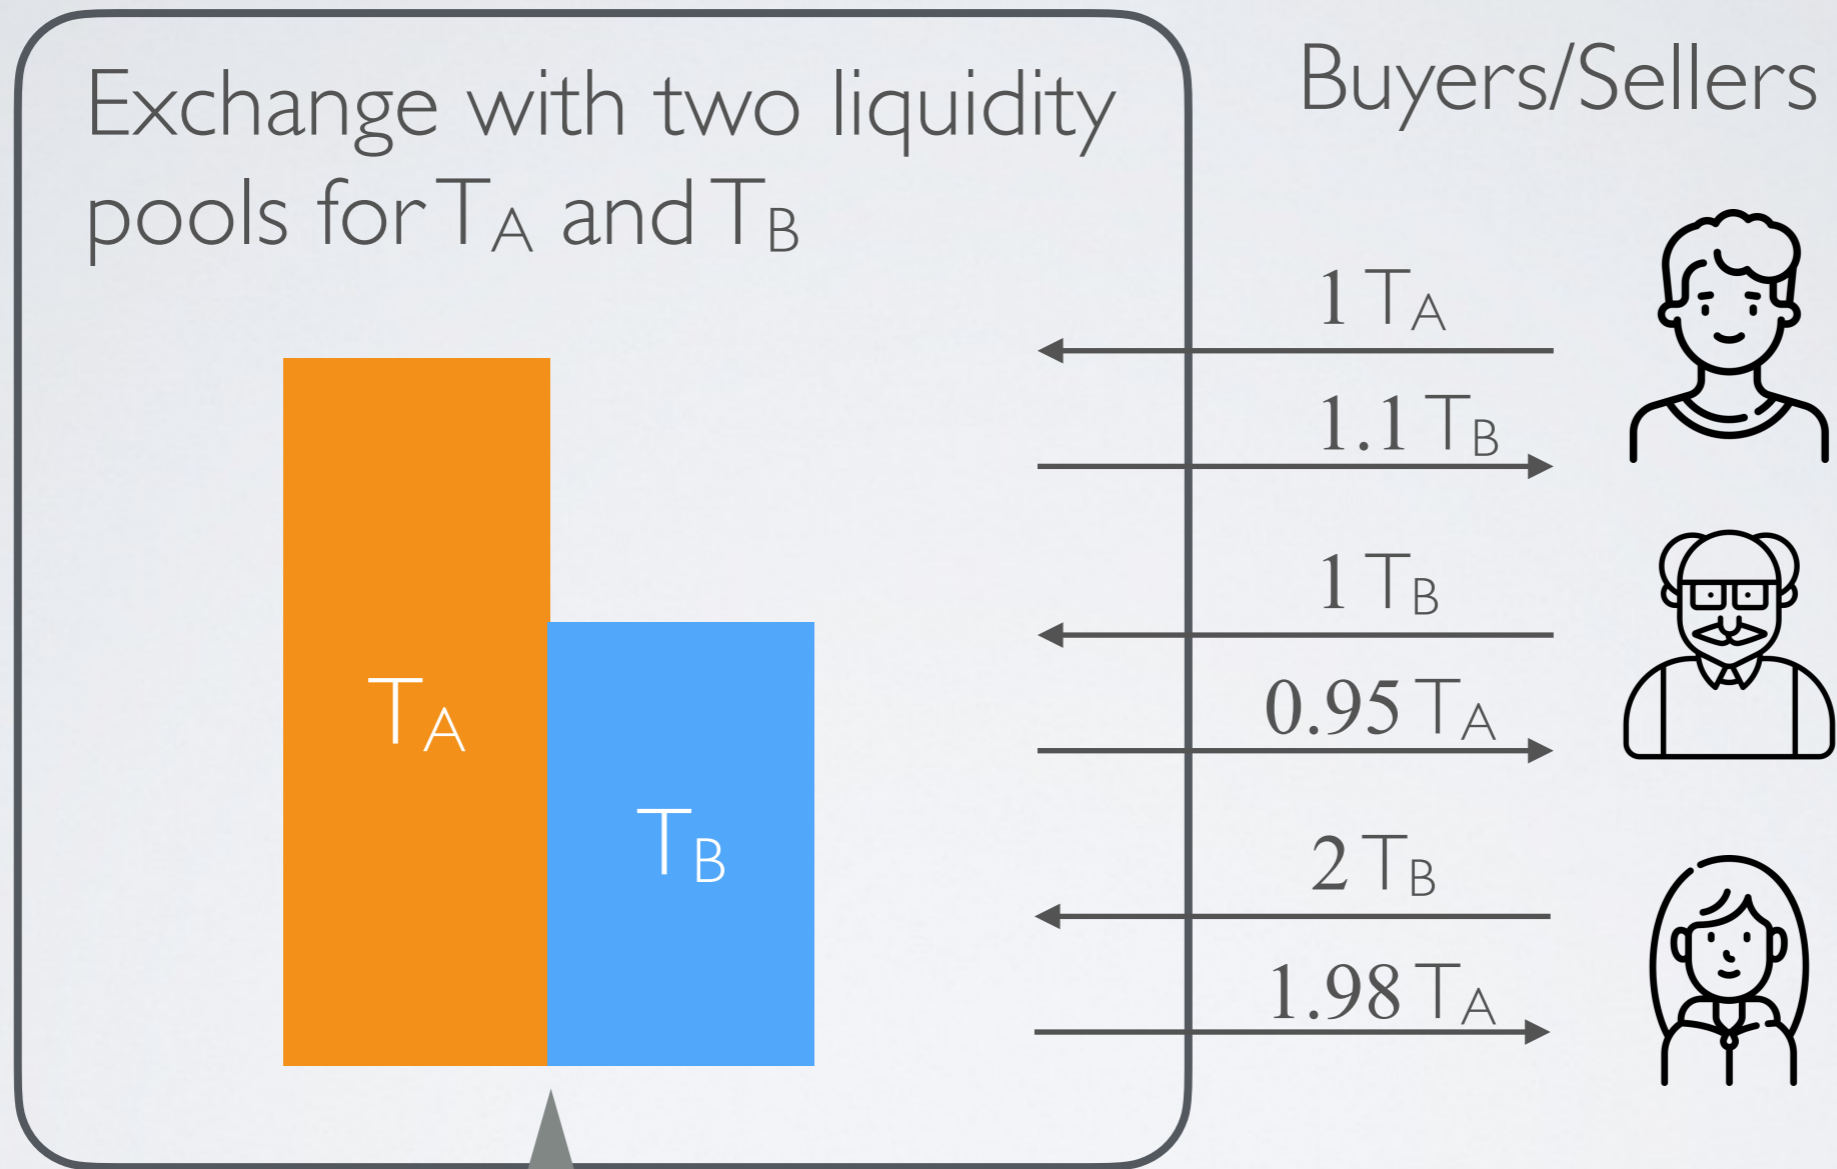 Exchange with two liquidity
pools for TA and TB
Buyers/Sellers
1 TA
1.1 TB
1 TB
0.95 TA
2 TB
1.98 TA
TA
TB